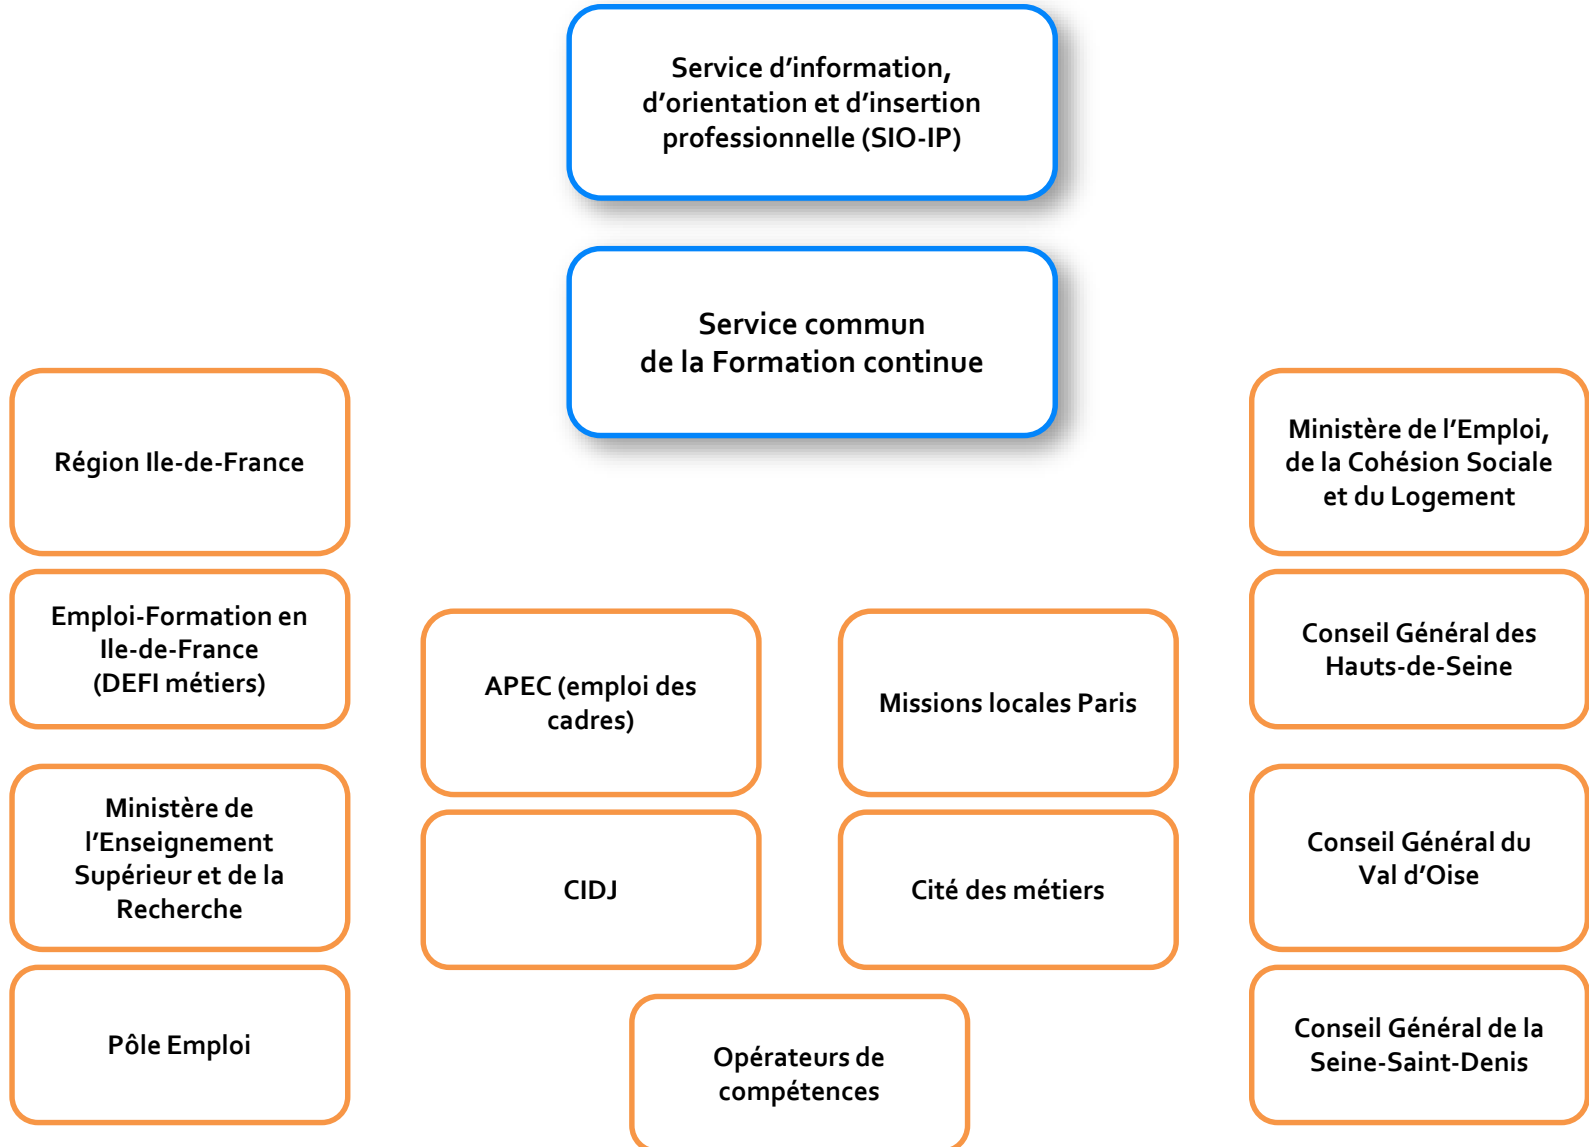 Service d’information,
d’orientation et d’insertion
professionnelle (SIO-IP)
Service commun
de la Formation continue
Région Ile-de-France
Emploi-Formation en
Ile-de-France
(DEFI métiers)
Ministère de
l’Enseignement
Supérieur et de la
Recherche
Pôle Emploi
APEC (emploi des
cadres)
CIDJ
Missions locales Paris
Cité des métiers
Opérateurs de
compétences
Ministère de l’Emploi,
de la Cohésion Sociale
et du Logement
Conseil Général des
Hauts-de-Seine
Conseil Général du
Val d’Oise
Conseil Général de la
Seine-Saint-Denis